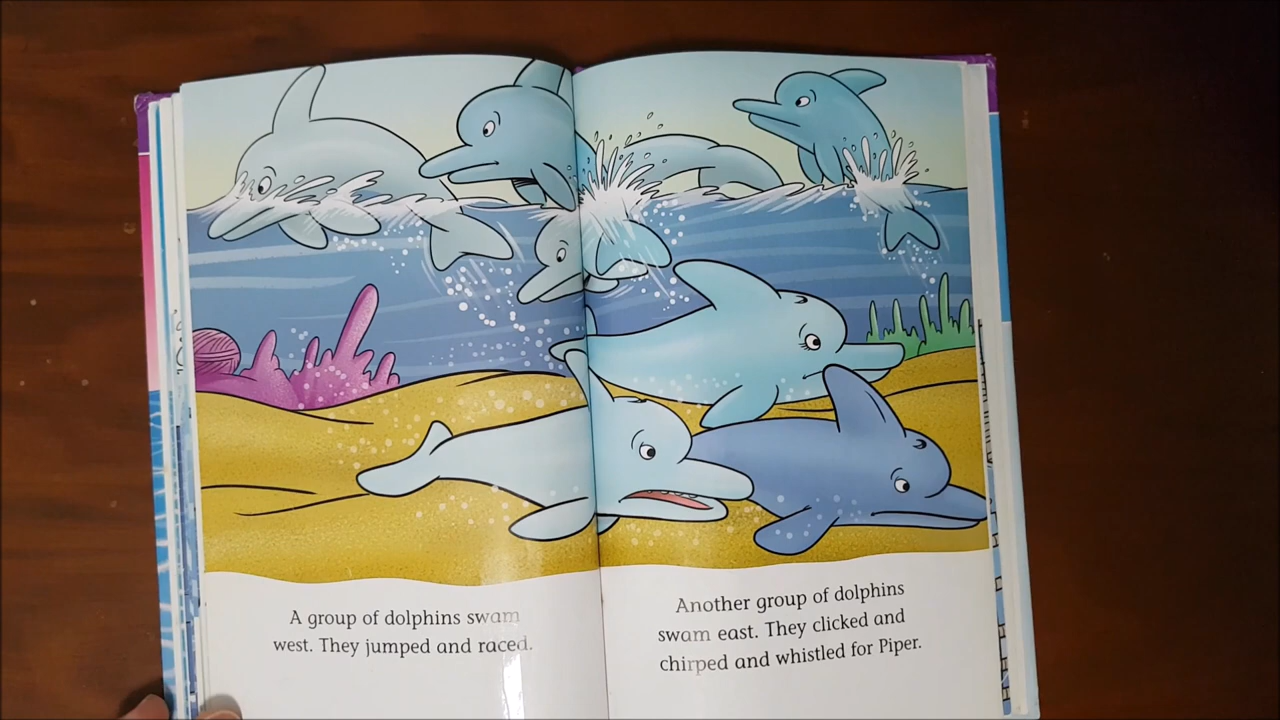 A group of dolphins swam
west. They jumped and raced.
Another group of dolphins
swam east. They clicked and
chirped and whistled for Piper.